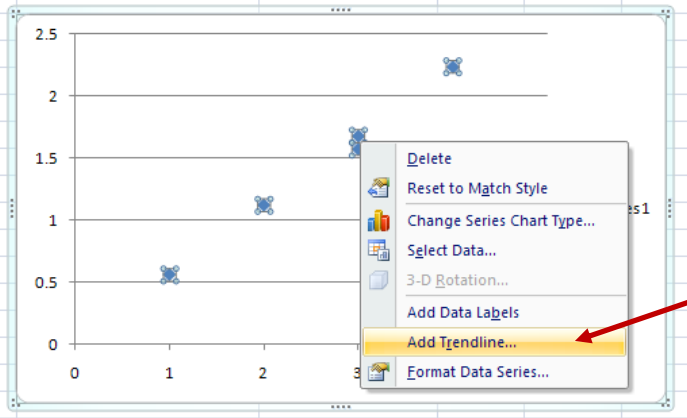 2.5
2
1.5
1
0.5
0
0 1 2 3
es1
Delete
Reset to Match Style
Change Series Chart Type...
Select Data...
3-D Rotation...
Add Data Labels
Add Trendline...
Format Data Series...